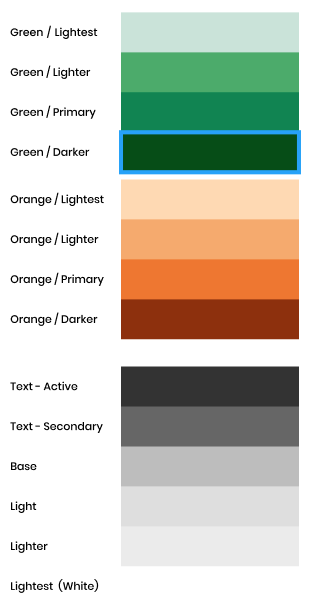 Green / Lightest
Green / Lighter
Green / Primary
Green / Darker
Orange / Lightest
Orange / Lighter
Orange / Primary
Orange / Darker
Text - Active
Text - Secondary
Base
Light
Lighter
Lightest (White)